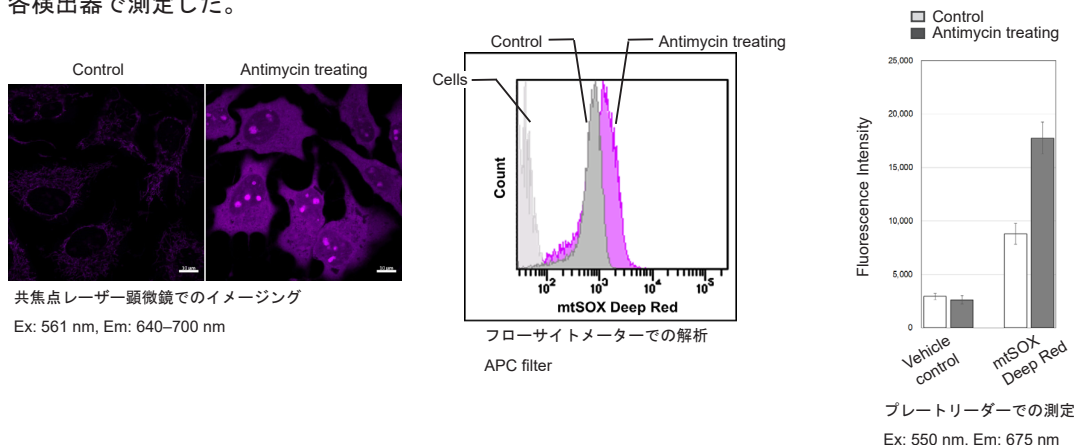 各検出器で測定した。
Control
Antimycin treating
10 µm
10 µm
共焦点レーザー顕微鏡でのイメージング
Ex: 561 nm, Em: 640–700 nm
Control
Antimycin treating
Cells
Count
10² 10³ 10⁴ 10⁵
mtSOX Deep Red
フローサイトメーターでの解析
APC filter
Control
Antimycin treating
Fluorescence Intensity
25,000
20,000
15,000
10,000
5,000
0
Vehicle
control
mtSOX
Deep Red
プレートリーダーでの測定
Ex: 550 nm, Em: 675 nm